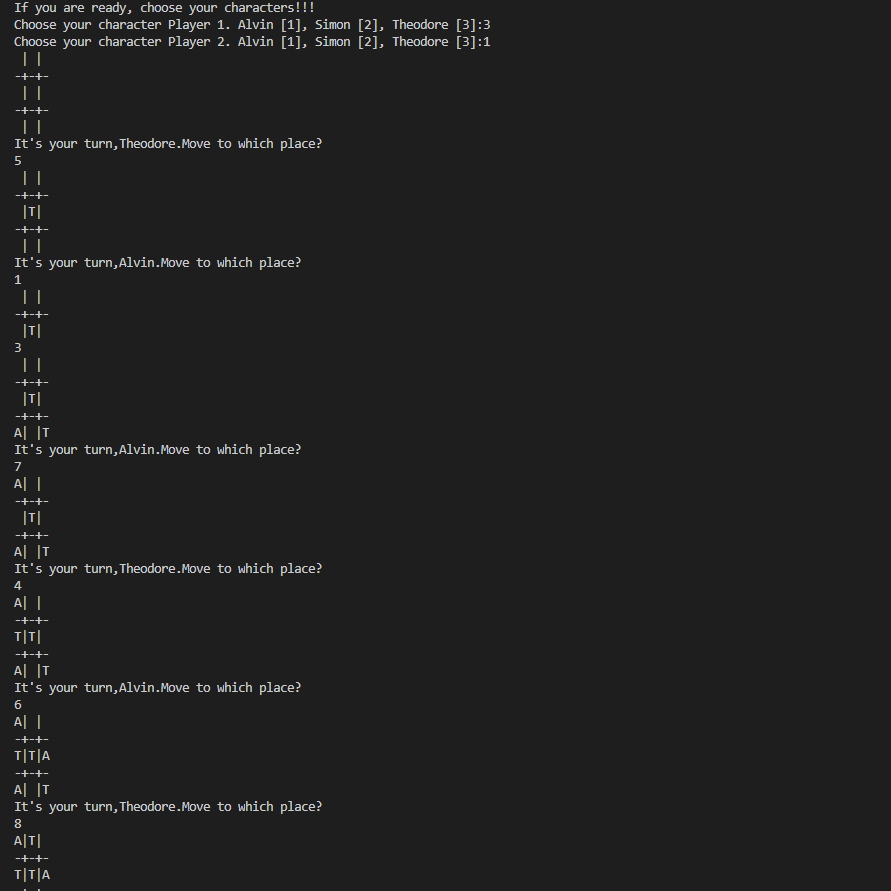 If you are ready, choose your characters!!!
Choose your character Player 1. Alvin [1], Simon [2], Theodore [3]:3
Choose your character Player 2. Alvin [1], Simon [2], Theodore [3]:1
 | |
-+-+-
 | |
-+-+-
 | |
It's your turn,Theodore.Move to which place?
5
 | |
-+-+-
 |T|
-+-+-
 | |
It's your turn,Alvin.Move to which place?
1
 | |
-+-+-
 |T|
3
 | |
-+-+-
 |T|
-+-+-
A| |T
It's your turn,Alvin.Move to which place?
7
A| |
-+-+-
 |T|
-+-+-
A| |T
It's your turn,Theodore.Move to which place?
4
A| |
-+-+-
T|T|
-+-+-
A| |T
It's your turn,Alvin.Move to which place?
6
A| |
-+-+-
T|T|A
-+-+-
A| |T
It's your turn,Theodore.Move to which place?
8
A|T|
-+-+-
T|T|A